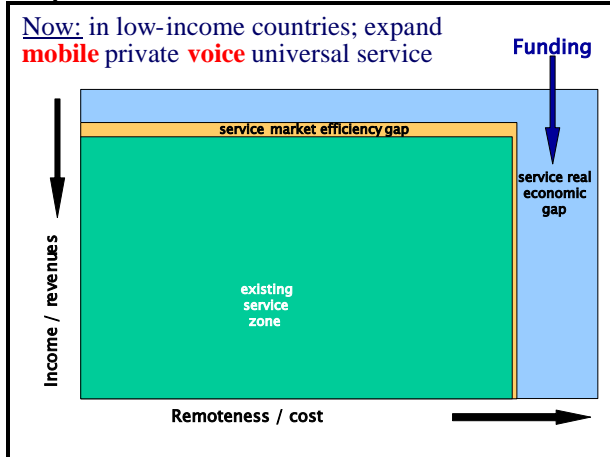 Now: in low-income countries; expand
mobile private voice universal service
Funding
service market efficiency gap
service real
economic
gap
existing
service
zone
Income / revenues
Remoteness / cost